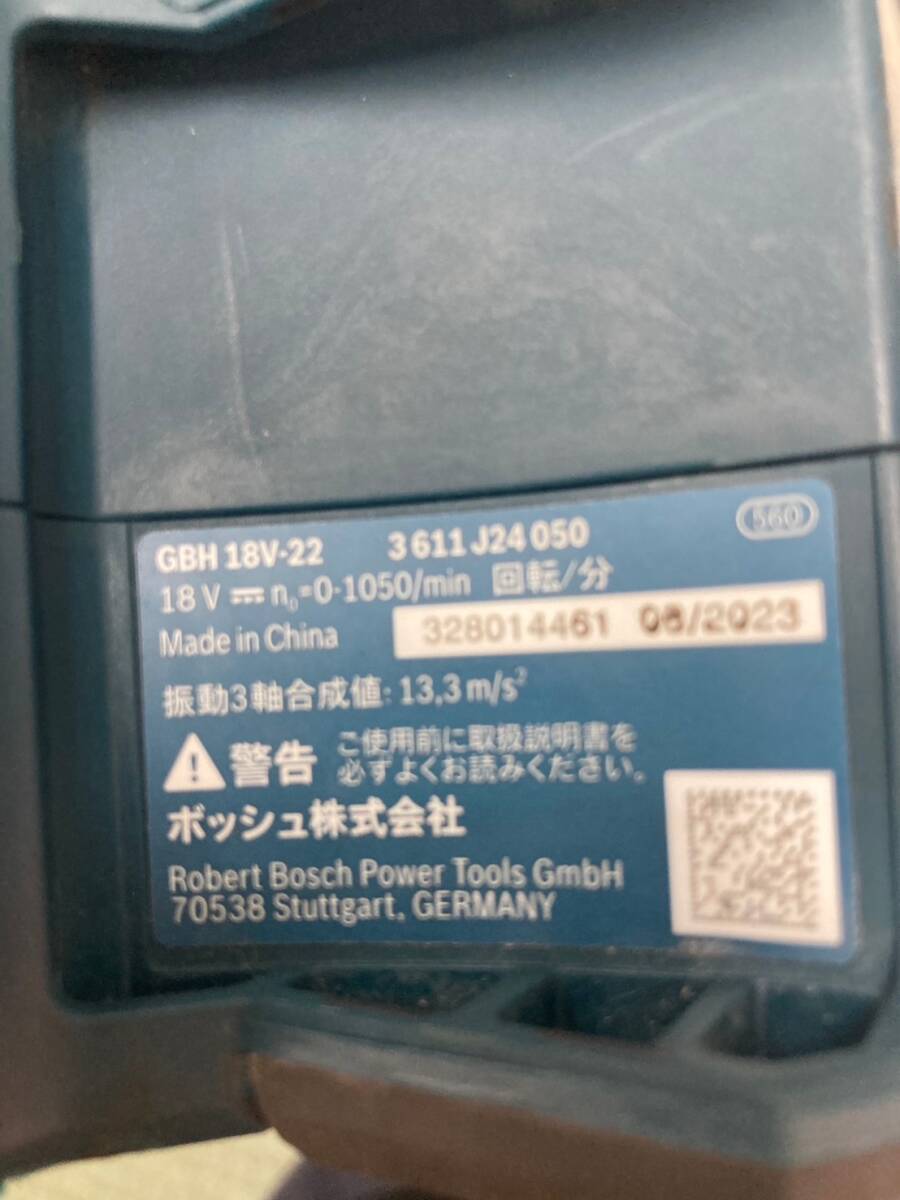 GBH 18V-22 3 611 J24 050
560
18 V ⎓ n₀=0-1050/min 回転/分
Made in China
328014461 06/2023
振動3軸合成値: 13,3 m/s²
警告 ご使用前に取扱説明書を
必ずよくお読みください。
ボッシュ株式会社
Robert Bosch Power Tools GmbH
70538 Stuttgart, GERMANY